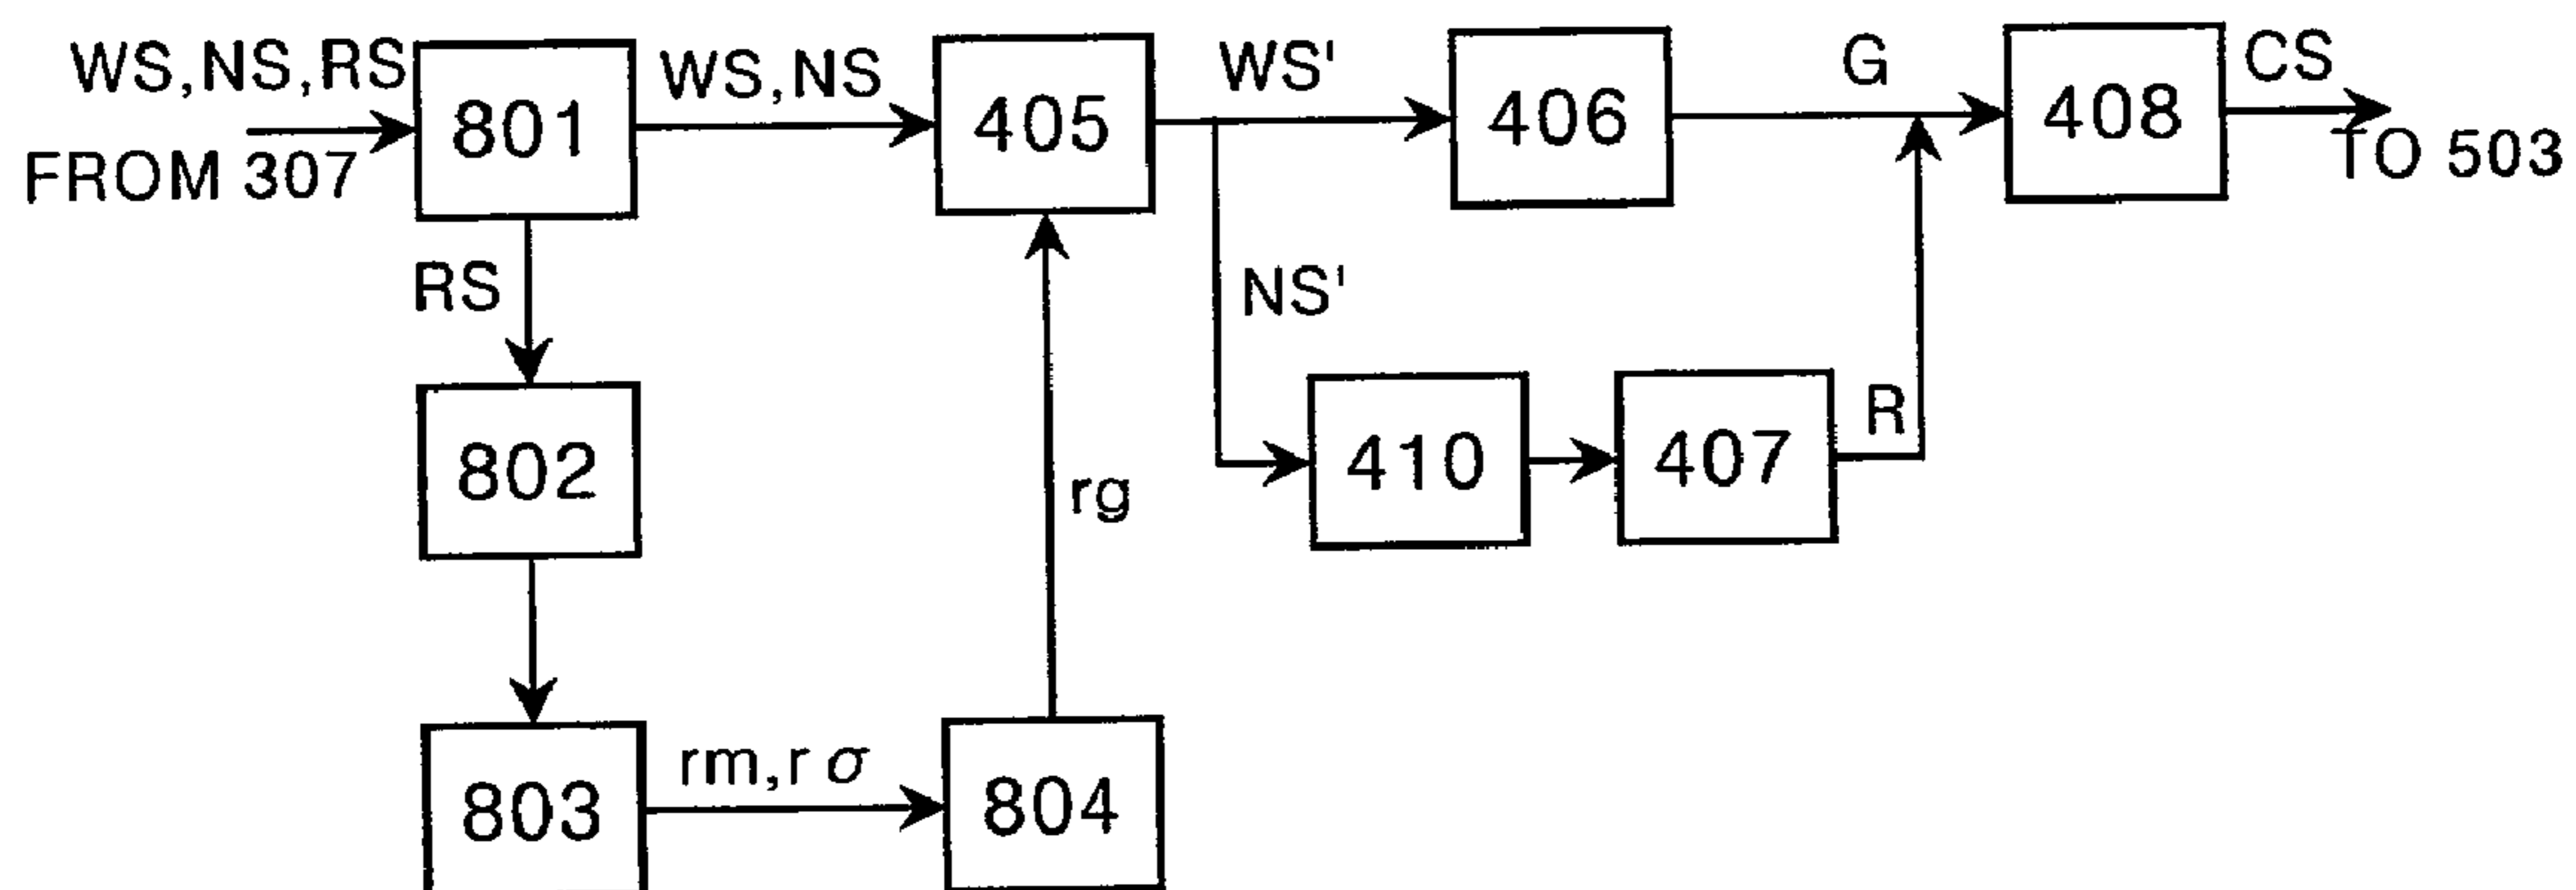 WS,NS,RS
FROM 307
801
WS,NS
405
WS'
406
G
408
CS
TO 503
RS
NS'
802
rg
410
407
R
803
rm,r σ
804